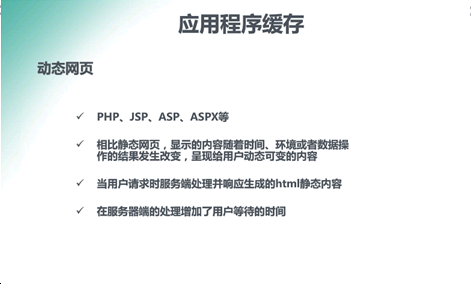 应用程序缓存
动态网页
✓ PHP、JSP、ASP、ASPX等
✓ 相比静态网页，显示的内容随着时间、环境或者数据操
作的结果发生改变，呈现给用户动态可变的内容
✓ 当用户请求时服务端处理并响应生成的html静态内容
✓ 在服务器端的处理增加了用户等待的时间